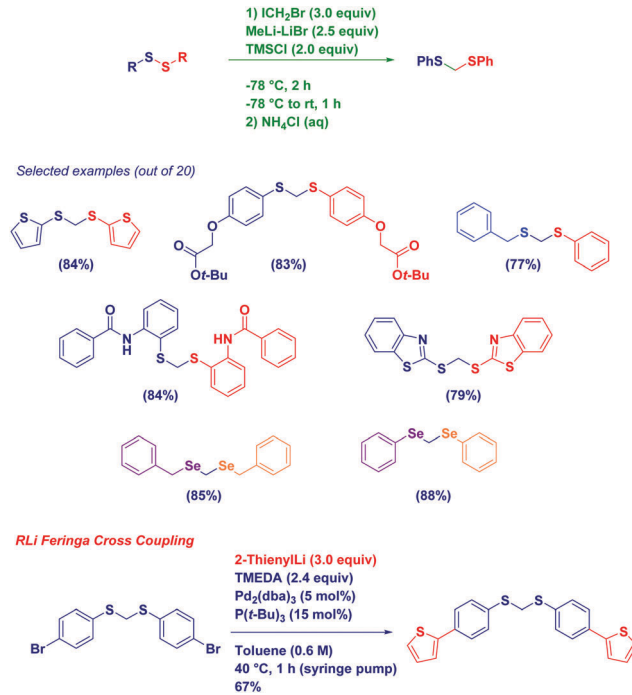 1) ICH2Br (3.0 equiv)
MeLi-LiBr (2.5 equiv)
TMSCl (2.0 equiv)
R S S R
PhS SPh
-78 °C, 2 h
-78 °C to rt, 1 h
2) NH4Cl (aq)
Selected examples (out of 20)
S S S S
(84%)
S S
O O
O O
Ot-Bu Ot-Bu
(83%)
S S
(77%)
O O
N H NH
S S
(84%)
N N
S S S S
(79%)
Se Se
(85%)
Se Se
(88%)
RLi Feringa Cross Coupling
2-ThienylLi (3.0 equiv)
TMEDA (2.4 equiv)
Pd2(dba)3 (5 mol%)
P(t-Bu)3 (15 mol%)
S S
Br Br
S S
S S
Toluene (0.6 M)
40 °C, 1 h (syringe pump)
67%